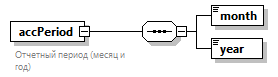 accPeriod
month
year
Отчетный период (месяц и
год)